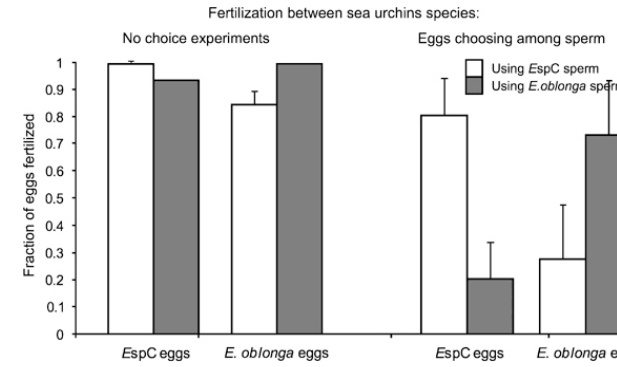 Fertilization between sea urchins species:
No choice experiments
Eggs choosing among sperm
Using EspC sperm
Using E.oblonga sperm
Fraction of eggs fertilized
1
0.9
0.8
0.7
0.6
0.5
0.4
0.3
0.2
0.1
0
EspC eggs
E. oblonga eggs
EspC eggs
E. oblonga e